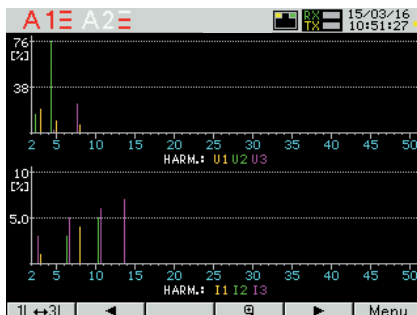 A1 A2 RX 15/03/16
TX 10:51:27
76
[%]
38
2 5 10 15 20 25 30 35 40 45 50
HARM.: U1 U2 U3
10
[%]
5.0
2 5 10 15 20 25 30 35 40 45 50
HARM.: I1 I2 I3
1L↔3L ◄ ► Menu